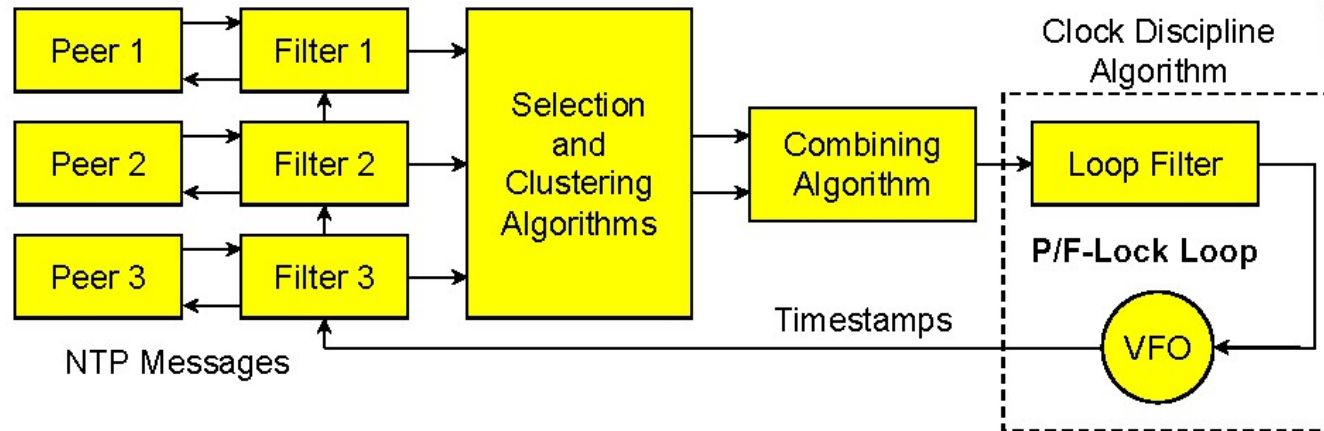 Peer 1
Filter 1
Peer 2
Filter 2
Peer 3
Filter 3
NTP Messages
Selection
and
Clustering
Algorithms
Combining
Algorithm
Clock Discipline
Algorithm
Loop Filter
P/F-Lock Loop
VFO
Timestamps